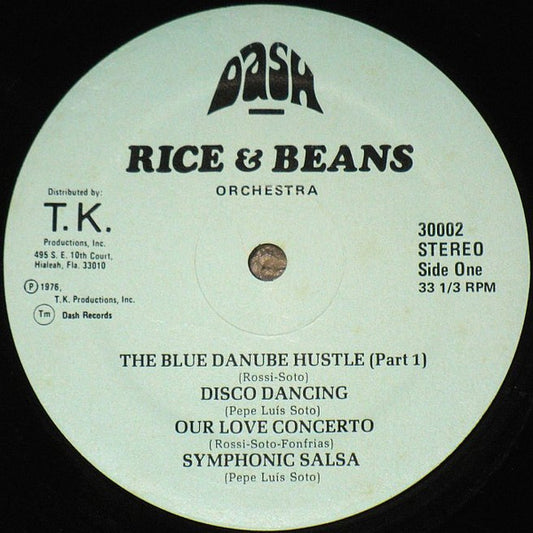 Dash
RICE & BEANS
ORCHESTRA
Distributed by:
T.K.
Productions, Inc.
495 S. E. 10th Court,
Hialeah, Fla. 33010
Ⓟ 1976,
T. K. Productions, Inc.
Tm Dash Records
30002
STEREO
Side One
33 1/3 RPM
THE BLUE DANUBE HUSTLE (Part 1)
(Rossi-Soto)
DISCO DANCING
(Pepe Luís Soto)
OUR LOVE CONCERTO
( Rossi-Soto-Fonfrias)
SYMPHONIC SALSA
(Pepe Luís Soto)